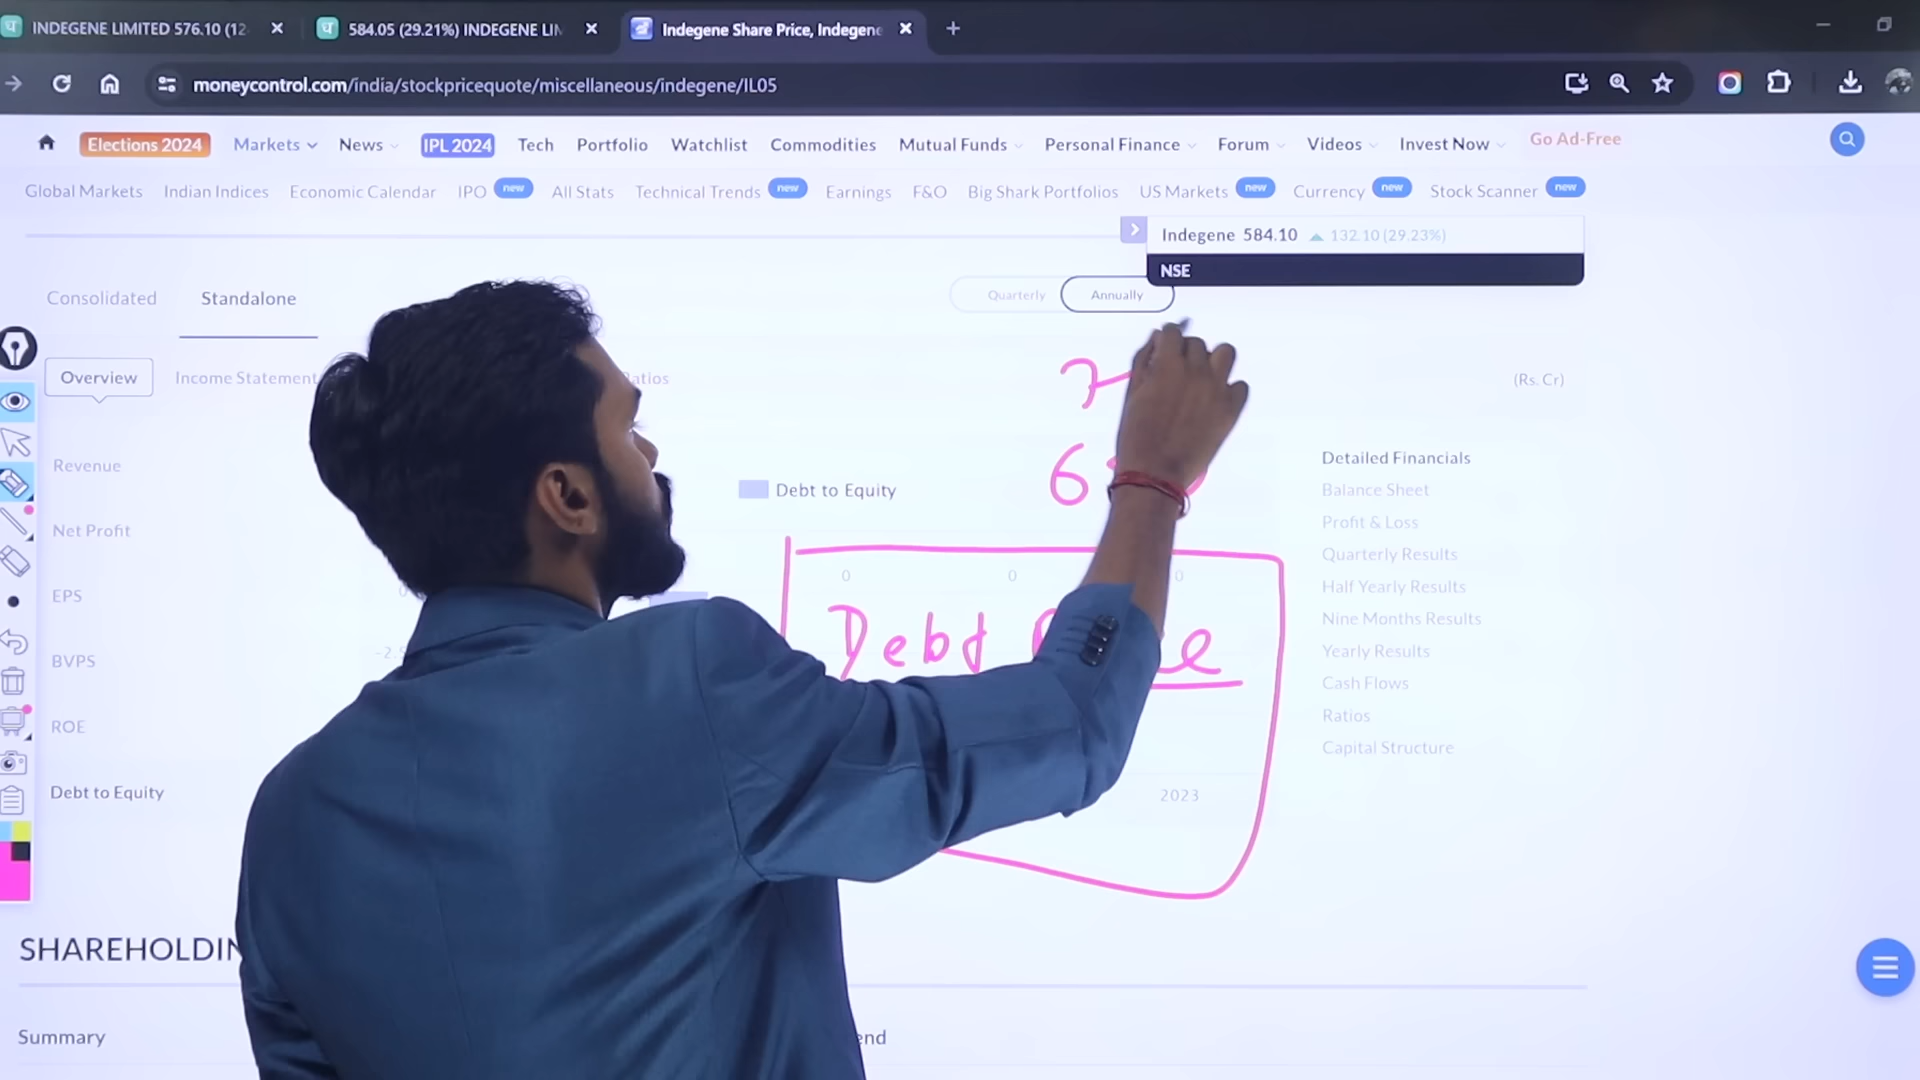 INDEGENE LIMITED 576.10 (12
584.05 (29.21%) INDEGENE LIM
Indegene Share Price, Indegene
moneycontrol.com/india/stockpricequote/miscellaneous/indegene/IL05
Elections 2024 Markets News IPL 2024 Tech Portfolio Watchlist Commodities Mutual Funds Personal Finance Forum Videos Invest Now Go Ad-Free
Global Markets Indian Indices Economic Calendar IPO new All Stats Technical Trends new Earnings F&O Big Shark Portfolios US Markets new Currency new Stock Scanner new
Indegene 584.10 132.10 (29.23%)
NSE
Consolidated Standalone
Quarterly Annually
Overview Income Statement Ratios
(Rs. Cr)
7
6
Revenue
Net Profit
EPS
BVPS
ROE
Debt to Equity
Debt to Equity
0 0 0
Debt
-2.5
2023
Detailed Financials
Balance Sheet
Profit & Loss
Quarterly Results
Half Yearly Results
Nine Months Results
Yearly Results
Cash Flows
Ratios
Capital Structure
SHAREHOLDIN
Summary
end